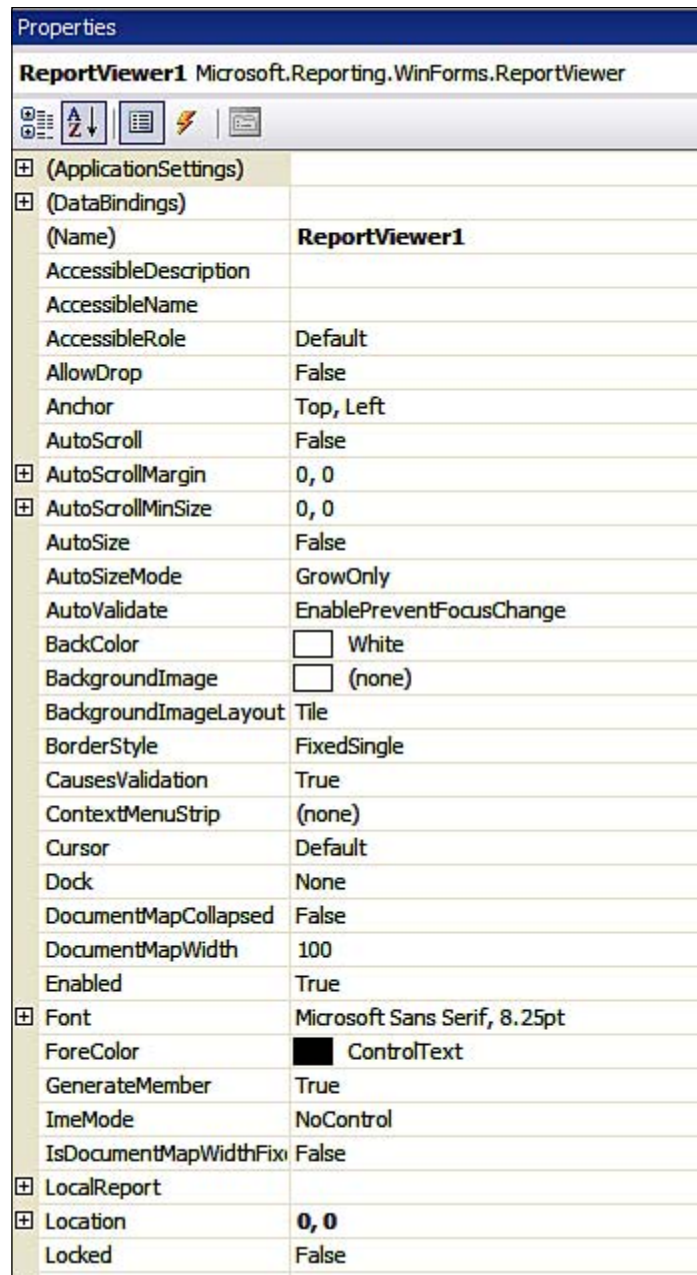 Properties
ReportViewer1 Microsoft.Reporting.WinForms.ReportViewer
A
Z
(ApplicationSettings)
(DataBindings)
(Name) ReportViewer1
AccessibleDescription
AccessibleName
AccessibleRole Default
AllowDrop False
Anchor Top, Left
AutoScroll False
AutoScrollMargin 0, 0
AutoScrollMinSize 0, 0
AutoSize False
AutoSizeMode GrowOnly
AutoValidate EnablePreventFocusChange
BackColor White
BackgroundImage (none)
BackgroundImageLayout Tile
BorderStyle FixedSingle
CausesValidation True
ContextMenuStrip (none)
Cursor Default
Dock None
DocumentMapCollapsed False
DocumentMapWidth 100
Enabled True
Font Microsoft Sans Serif, 8.25pt
ForeColor ControlText
GenerateMember True
ImeMode NoControl
IsDocumentMapWidthFix False
LocalReport
Location 0, 0
Locked False